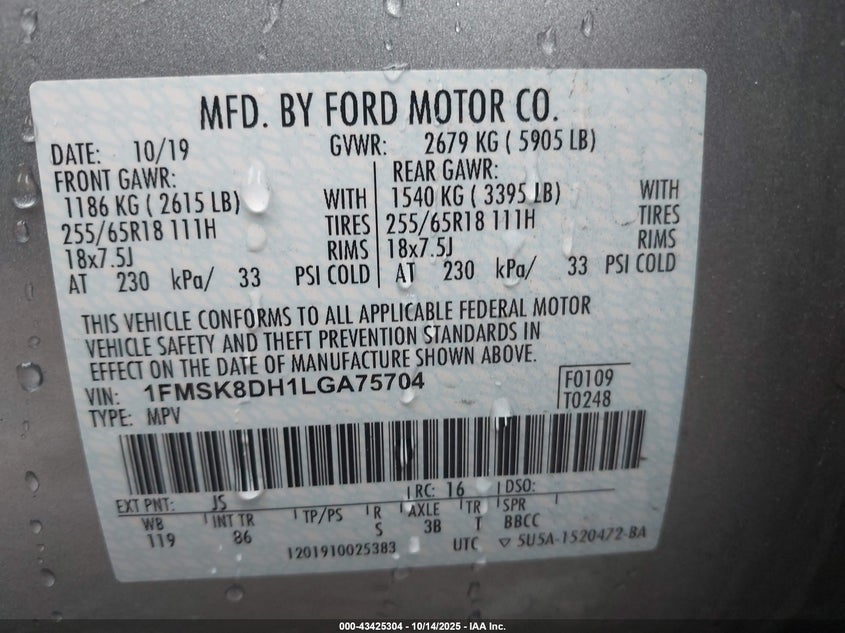 MFD. BY FORD MOTOR CO.
DATE: 10/19 GVWR: 2679 KG ( 5905 LB)
FRONT GAWR: REAR GAWR:
1186 KG ( 2615 LB) WITH 1540 KG ( 3395 LB) WITH
255/65R18 111H TIRES 255/65R18 111H TIRES
18x7.5J RIMS 18x7.5J RIMS
AT 230 kPa/ 33 PSI COLD AT 230 kPa/ 33 PSI COLD
THIS VEHICLE CONFORMS TO ALL APPLICABLE FEDERAL MOTOR
VEHICLE SAFETY AND THEFT PREVENTION STANDARDS IN
EFFECT ON THE DATE OF MANUFACTURE SHOWN ABOVE.
VIN: 1FMSK8DH1LGA75704 F0109
TYPE: MPV T0248
EXT PNT: JS RC: 16 DSO:
WB INT TR TP/PS R AXLE TR SPR
119 86 S 3B T BBCC
1201910025383 UTC ▽ 5U5A-1520472-BA
000-43425304 | 10/14/2025 - IAA Inc.